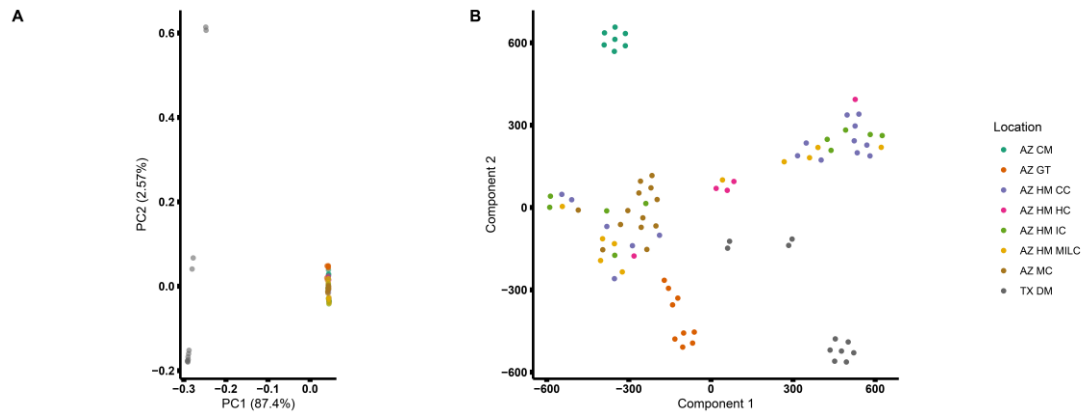 A
0.6
0.4
0.2
0.0
−0.2
PC2 (2.57%)
−0.3
−0.2
−0.1
0.0
PC1 (87.4%)
B
600
300
0
−300
−600
Component 2
−600
−300
0
300
600
Component 1
Location
AZ CM
AZ GT
AZ HM CC
AZ HM HC
AZ HM IC
AZ HM MILC
AZ MC
TX DM